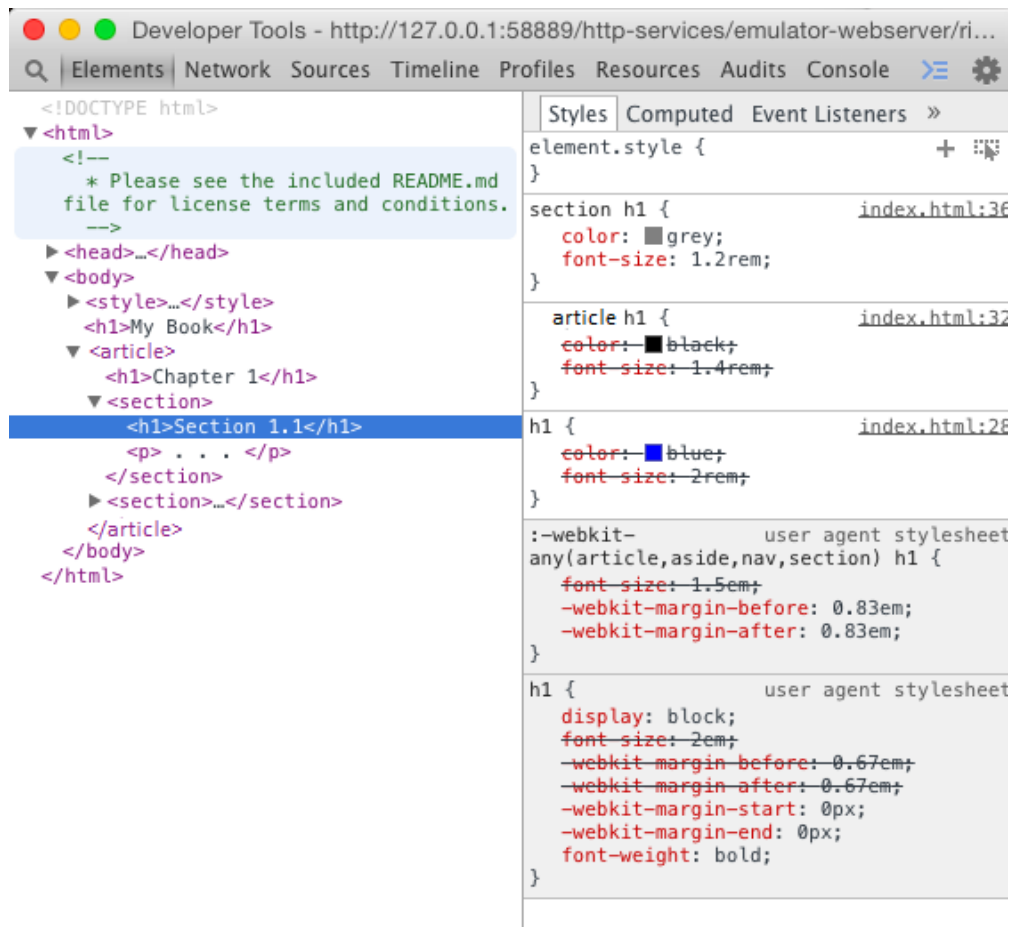 Developer Tools - http://127.0.0.1:58889/http-services/emulator-webserver/ri...
Elements Network Sources Timeline Profiles Resources Audits Console
<!DOCTYPE html>
<html>
<!--
* Please see the included README.md
file for license terms and conditions.
-->
<head>…</head>
<body>
<style>…</style>
<h1>My Book</h1>
<article>
<h1>Chapter 1</h1>
<section>
<h1>Section 1.1</h1>
<p> . . . </p>
</section>
<section>…</section>
</article>
</body>
</html>
Styles Computed Event Listeners »
element.style {
}
section h1 { index.html:36
color: grey;
font-size: 1.2rem;
}
article h1 { index.html:32
color: black;
font-size: 1.4rem;
}
h1 { index.html:28
color: blue;
font-size: 2rem;
}
:-webkit- user agent stylesheet
any(article,aside,nav,section) h1 {
font-size: 1.5em;
-webkit-margin-before: 0.83em;
-webkit-margin-after: 0.83em;
}
h1 { user agent stylesheet
display: block;
font-size: 2em;
-webkit-margin-before: 0.67em;
-webkit-margin-after: 0.67em;
-webkit-margin-start: 0px;
-webkit-margin-end: 0px;
font-weight: bold;
}